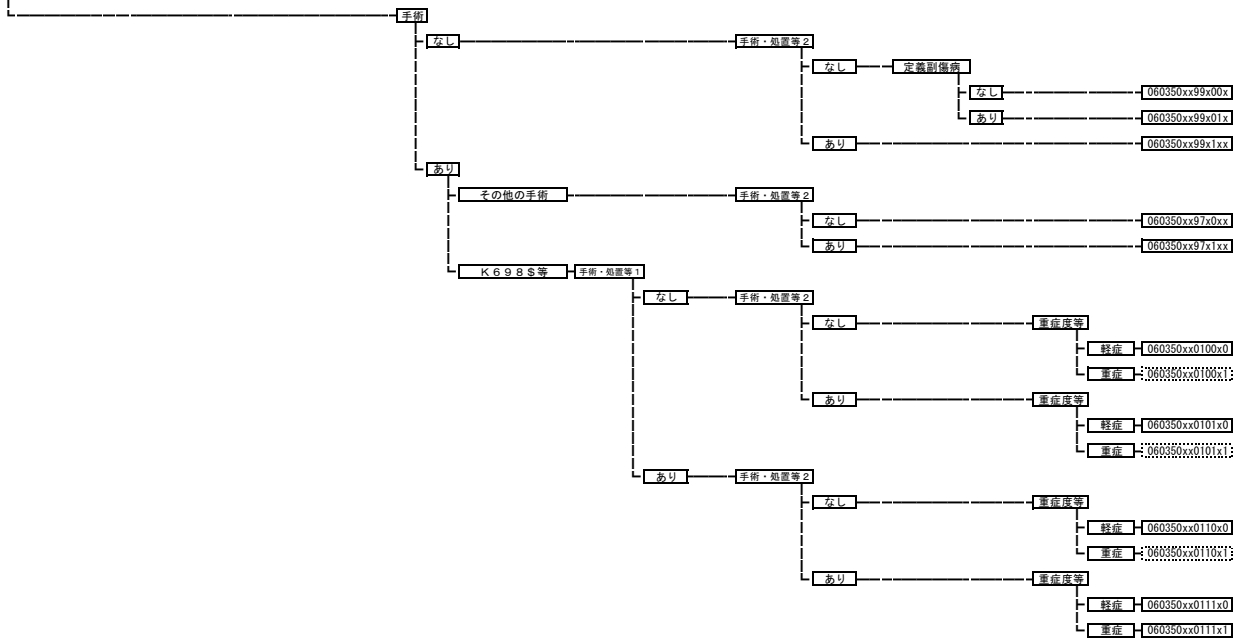 手術
なし 手術・処置等2
なし 定義副傷病
なし 060350xx99x00x
あり 060350xx99x01x
あり 060350xx99x1xx
あり
その他の手術 手術・処置等2
なし 060350xx97x0xx
あり 060350xx97x1xx
K698$等 手術・処置等1
なし 手術・処置等2
なし 重症度等
軽症 060350xx0100x0
重症 060350xx0100x1
あり 重症度等
軽症 060350xx0101x0
重症 060350xx0101x1
あり 手術・処置等2
なし 重症度等
軽症 060350xx0110x0
重症 060350xx0110x1
あり 重症度等
軽症 060350xx0111x0
重症 060350xx0111x1